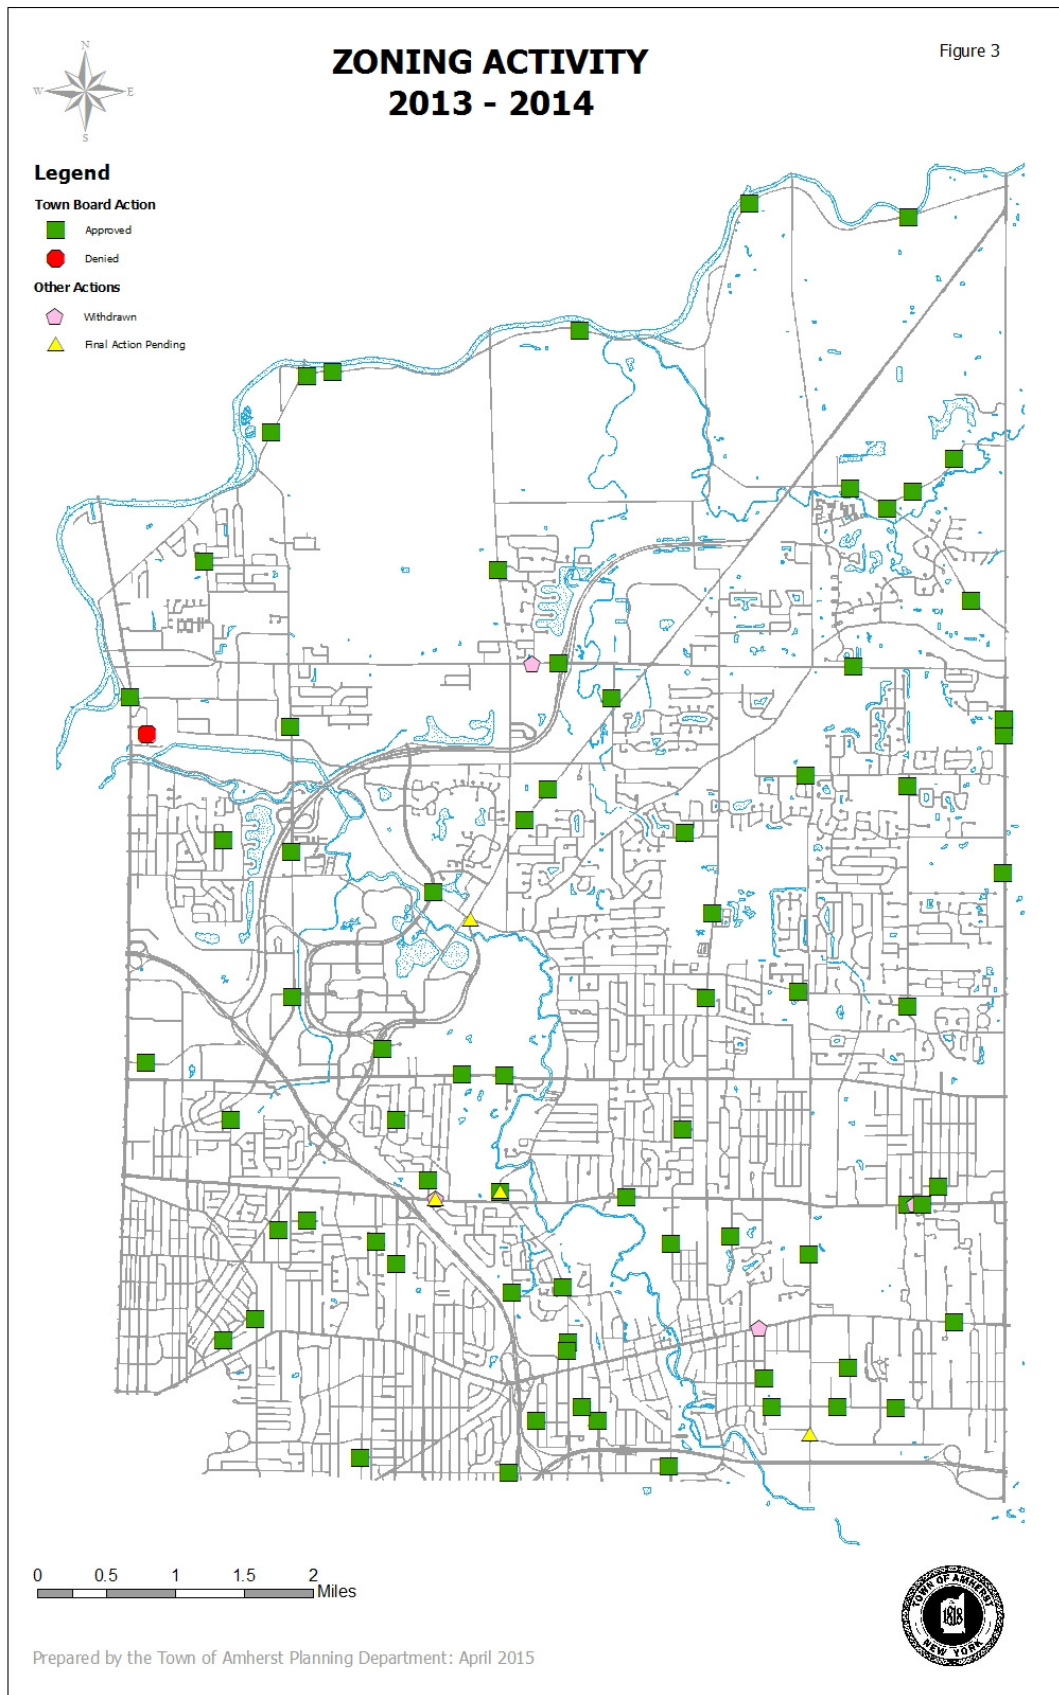 Figure 3
ZONING ACTIVITY
2013 - 2014
N
W
E
S
Legend
Town Board Action
Approved
Denied
Other Actions
Withdrawn
Final Action Pending
0 0.5 1 1.5 2
Miles
TOWN OF AMHERST
1818
NEW YORK
Prepared by the Town of Amherst Planning Department: April 2015